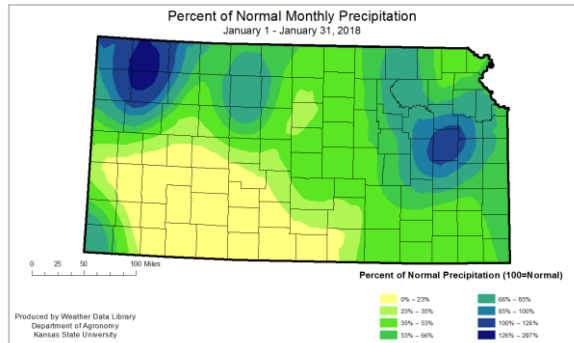 Percent of Normal Monthly Precipitation
January 1 - January 31, 2018
0 25 50 100 Miles
Percent of Normal Precipitation (100=Normal)
0% - 23%
23% - 35%
35% - 53%
53% - 66%
66% - 85%
85% - 100%
100% - 126%
126% - 297%
Produced by Weather Data Library
Department of Agronomy
Kansas State University